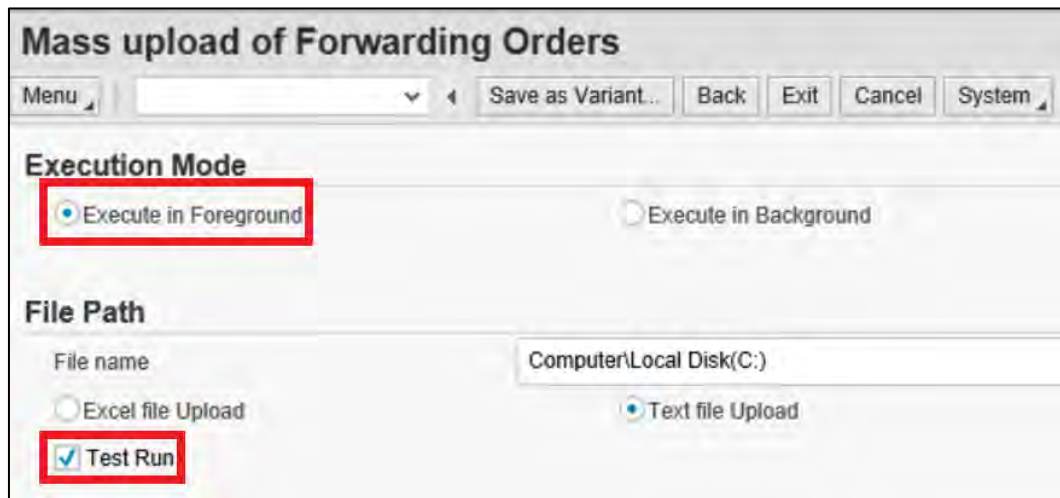 Mass upload of Forwarding Orders
Menu Save as Variant... Back Exit Cancel System
Execution Mode
Execute in Foreground Execute in Background
File Path
File name Computer\Local Disk(C:)
Excel file Upload Text file Upload
Test Run